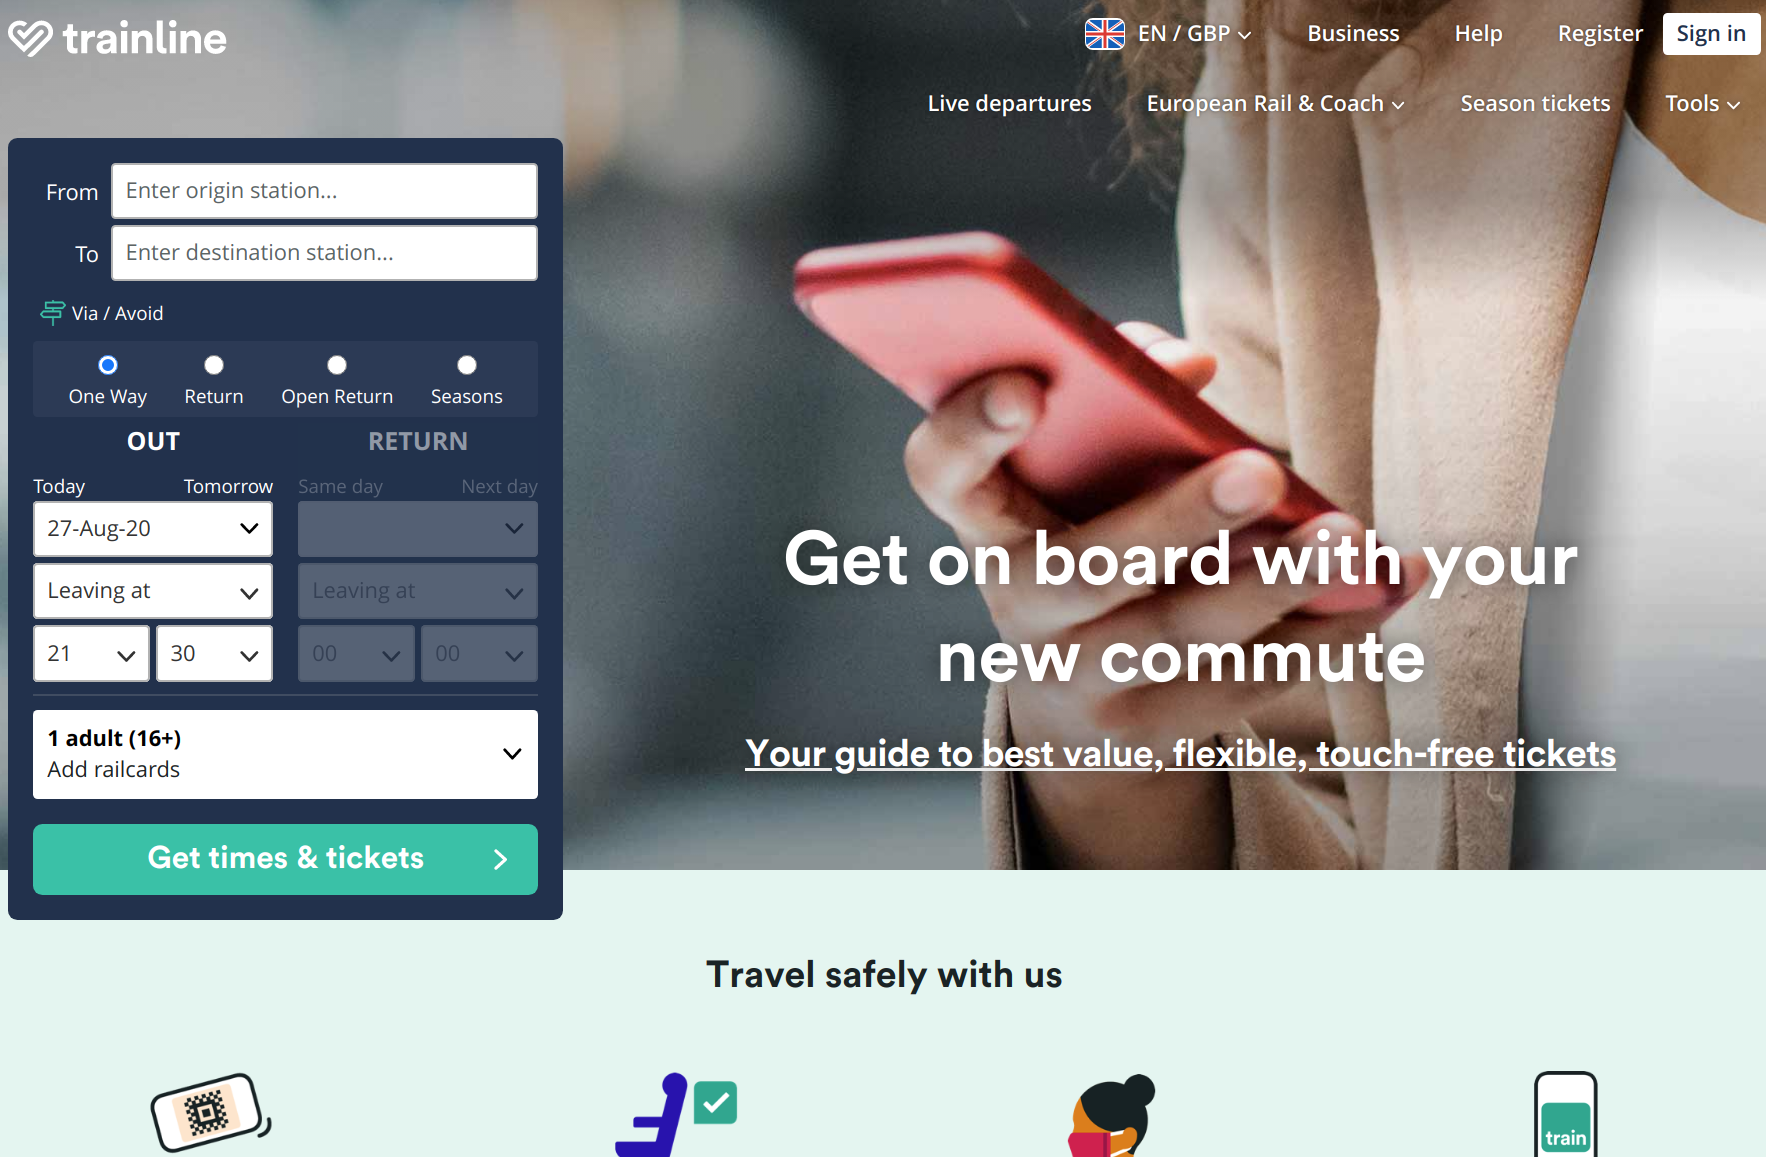 trainline
EN / GBP
Business
Help
Register
Sign in
Live departures
European Rail & Coach
Season tickets
Tools
From
Enter origin station...
To
Enter destination station...
Via / Avoid
One Way
Return
Open Return
Seasons
OUT
RETURN
Today
Tomorrow
Same day
Next day
27-Aug-20
Leaving at
Leaving at
21
30
00
00
1 adult (16+)
Add railcards
Get times & tickets
Get on board with your
new commute
Your guide to best value, flexible, touch-free tickets
Travel safely with us
train